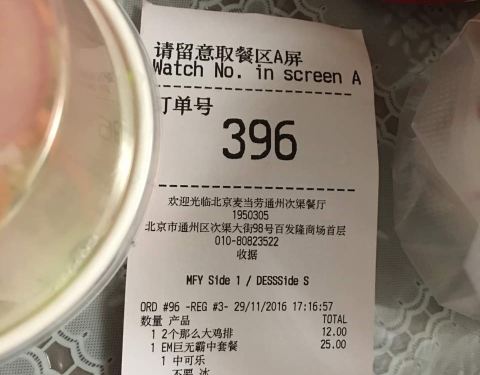 请留意取餐区A屏
Watch No. in screen A
订单号
396
欢迎光临北京麦当劳通州次渠餐厅
1950305
北京市通州区次渠大街98号百发隆商场首层
010-80823522
收据
MFY Side 1 / DESSSide S
ORD #96 -REG #3- 29/11/2016 17:16:57
数量 产品 TOTAL
1 2个那么大鸡排 12.00
1 EM巨无霸中套餐 25.00
1 中可乐
不要 冰